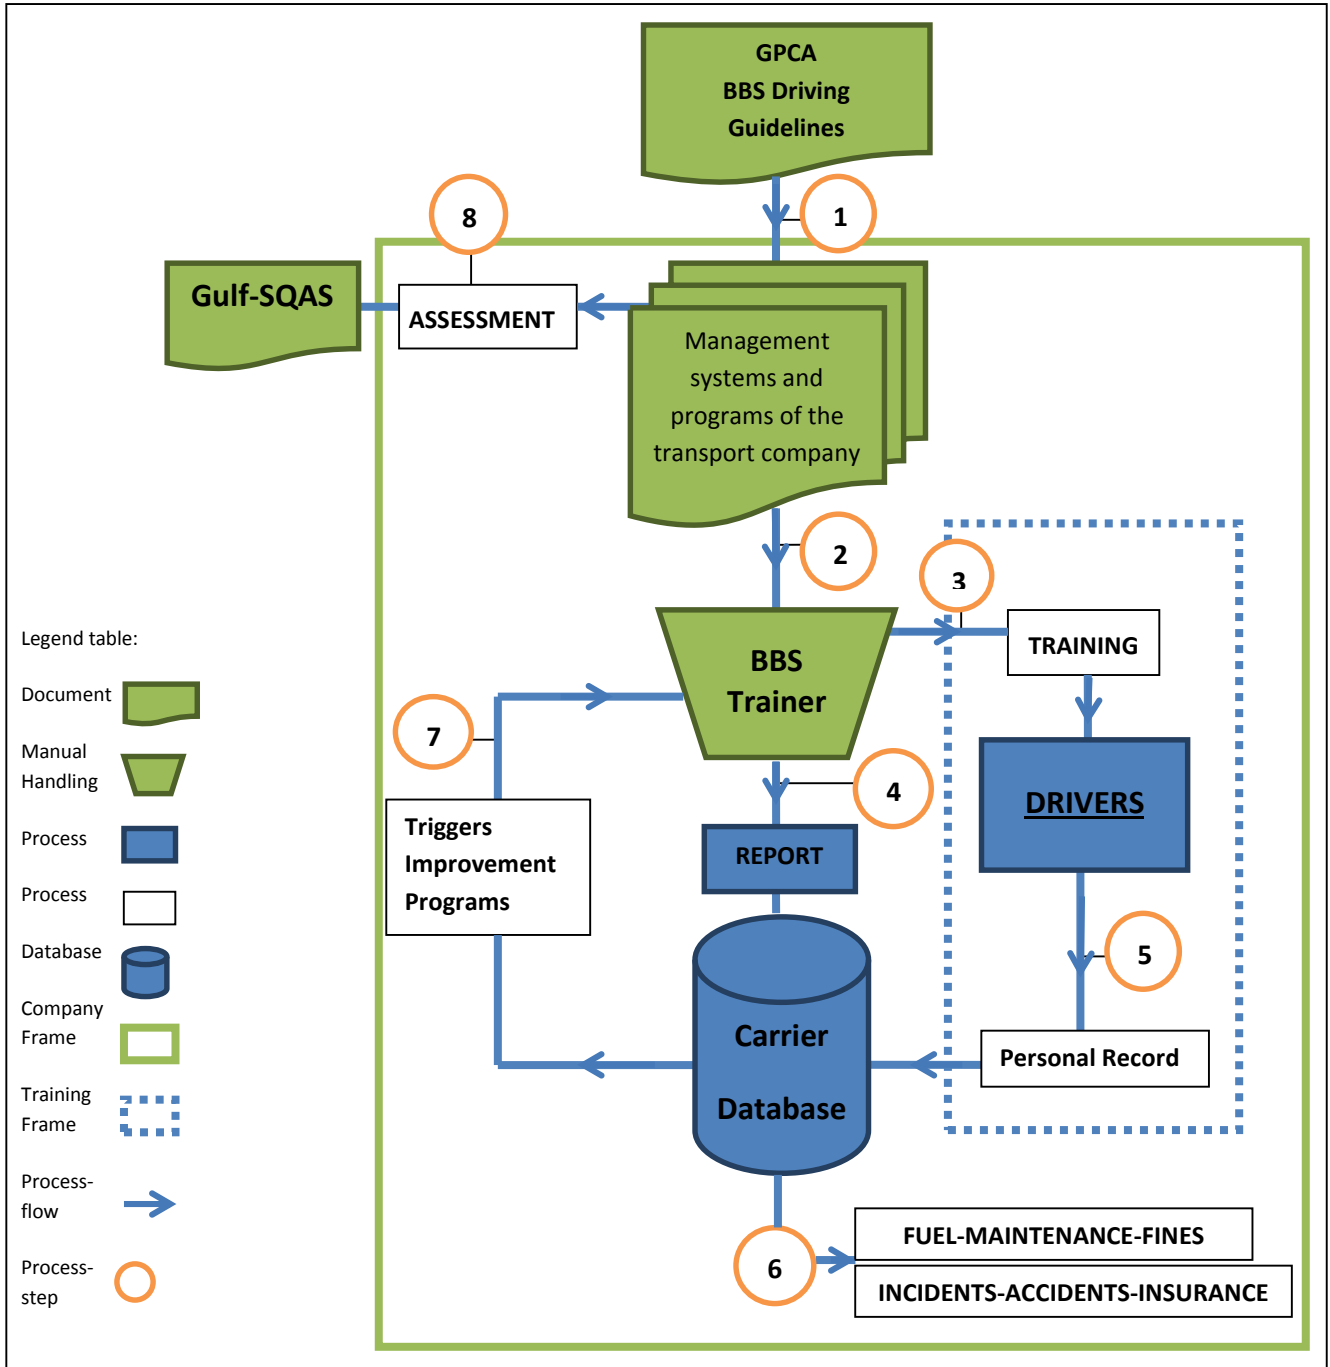 GPCA
BBS Driving
Guidelines
8
1
Gulf-SQAS
ASSESSMENT
Management
systems and
programs of the
transport company
2
3
Legend table:
TRAINING
BBS
Trainer
Document
7
Manual
Handling
4
DRIVERS
Triggers
Improvement
Programs
REPORT
Process
Process
Database
5
Company
Frame
Carrier
Database
Personal Record
Training
Frame
Process-
flow
FUEL-MAINTENANCE-FINES
6
Process-
step
INCIDENTS-ACCIDENTS-INSURANCE